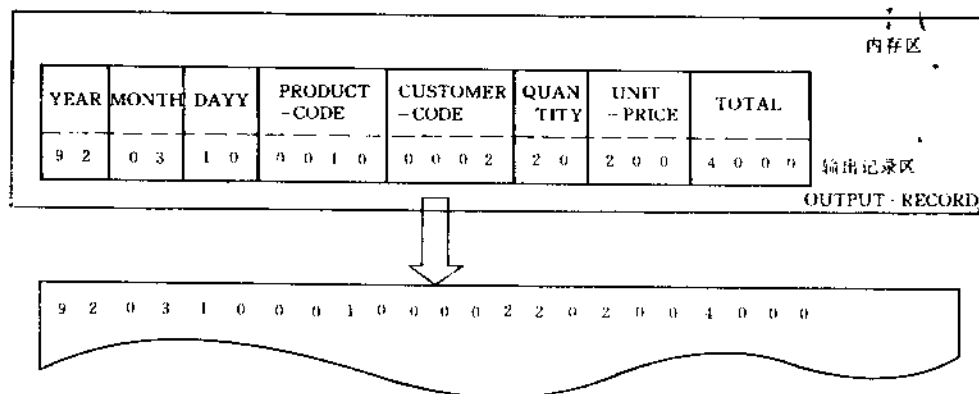 内存区
YEAR MONTH DAYY PRODUCT-CODE CUSTOMER-CODE QUANTITY UNIT-PRICE TOTAL
9 2 0 3 1 0 0 0 1 0 0 0 0 2 2 0 2 0 0 4 0 0 0
输出记录区
OUTPUT-RECORD
9 2 0 3 1 0 0 0 1 0 0 0 0 2 2 0 2 0 0 4 0 0 0